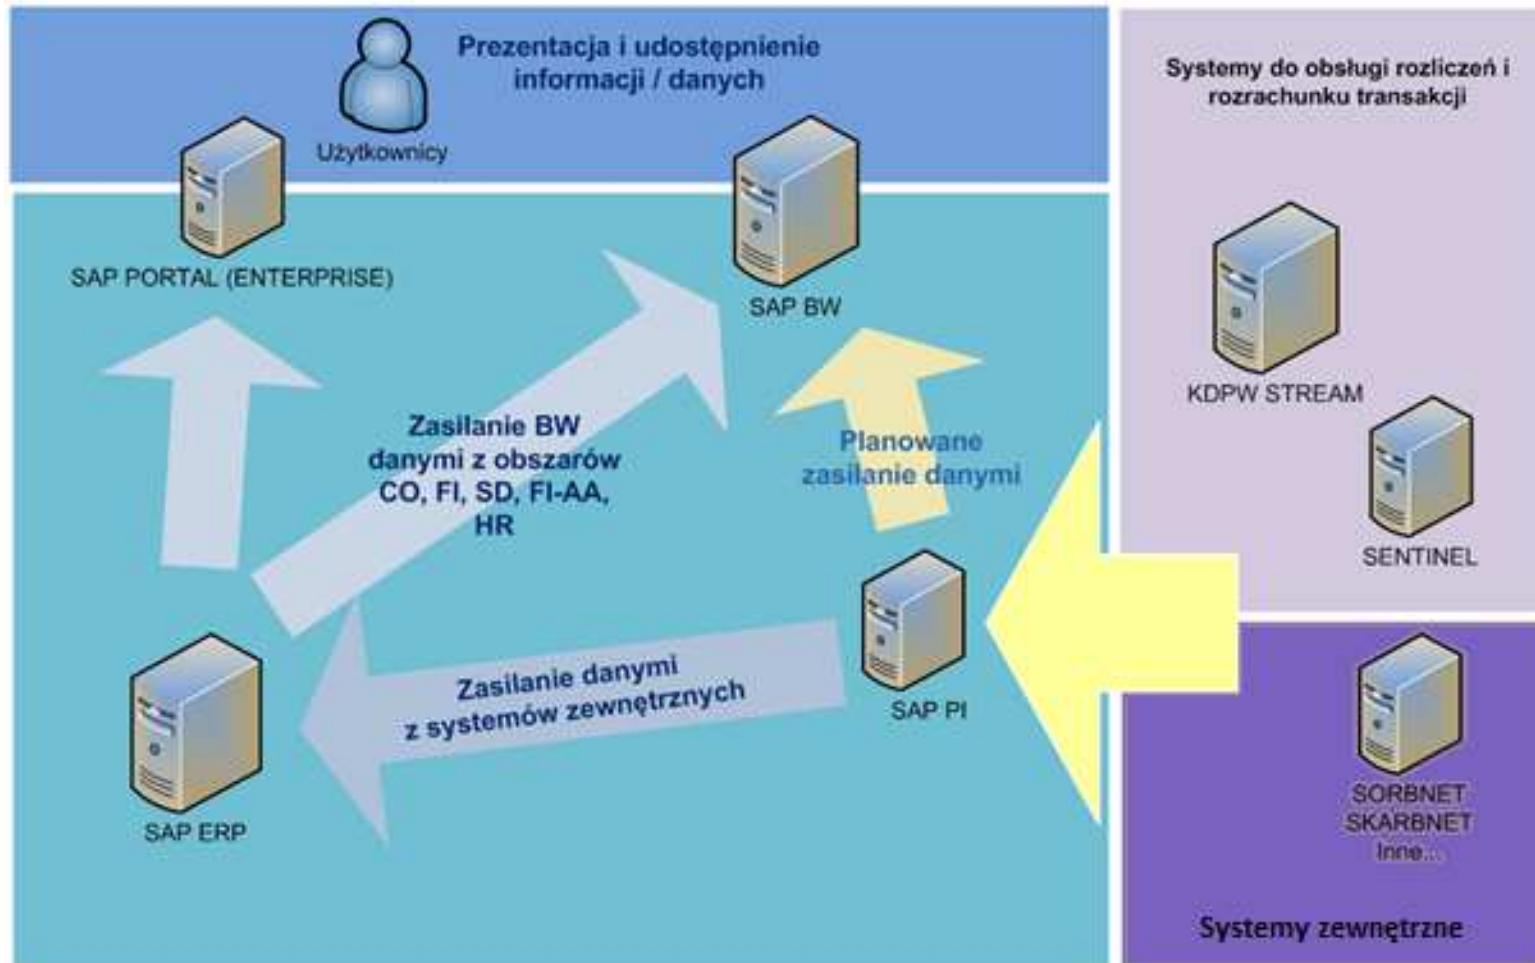 Prezentacja i udostępnienie
informacji / danych
Użytkownicy
SAP PORTAL (ENTERPRISE)
SAP BW
Systemy do obsługi rozliczeń i
rozrachunku transakcji
KDPW STREAM
SENTINEL
Zasilanie BW
danymi z obszarów
CO, FI, SD, FI-AA,
HR
Planowane
zasilanie danymi
Zasilanie danymi
z systemów zewnętrznych
SAP PI
SAP ERP
SORBNET
SKARBNET
Inne...
Systemy zewnętrzne